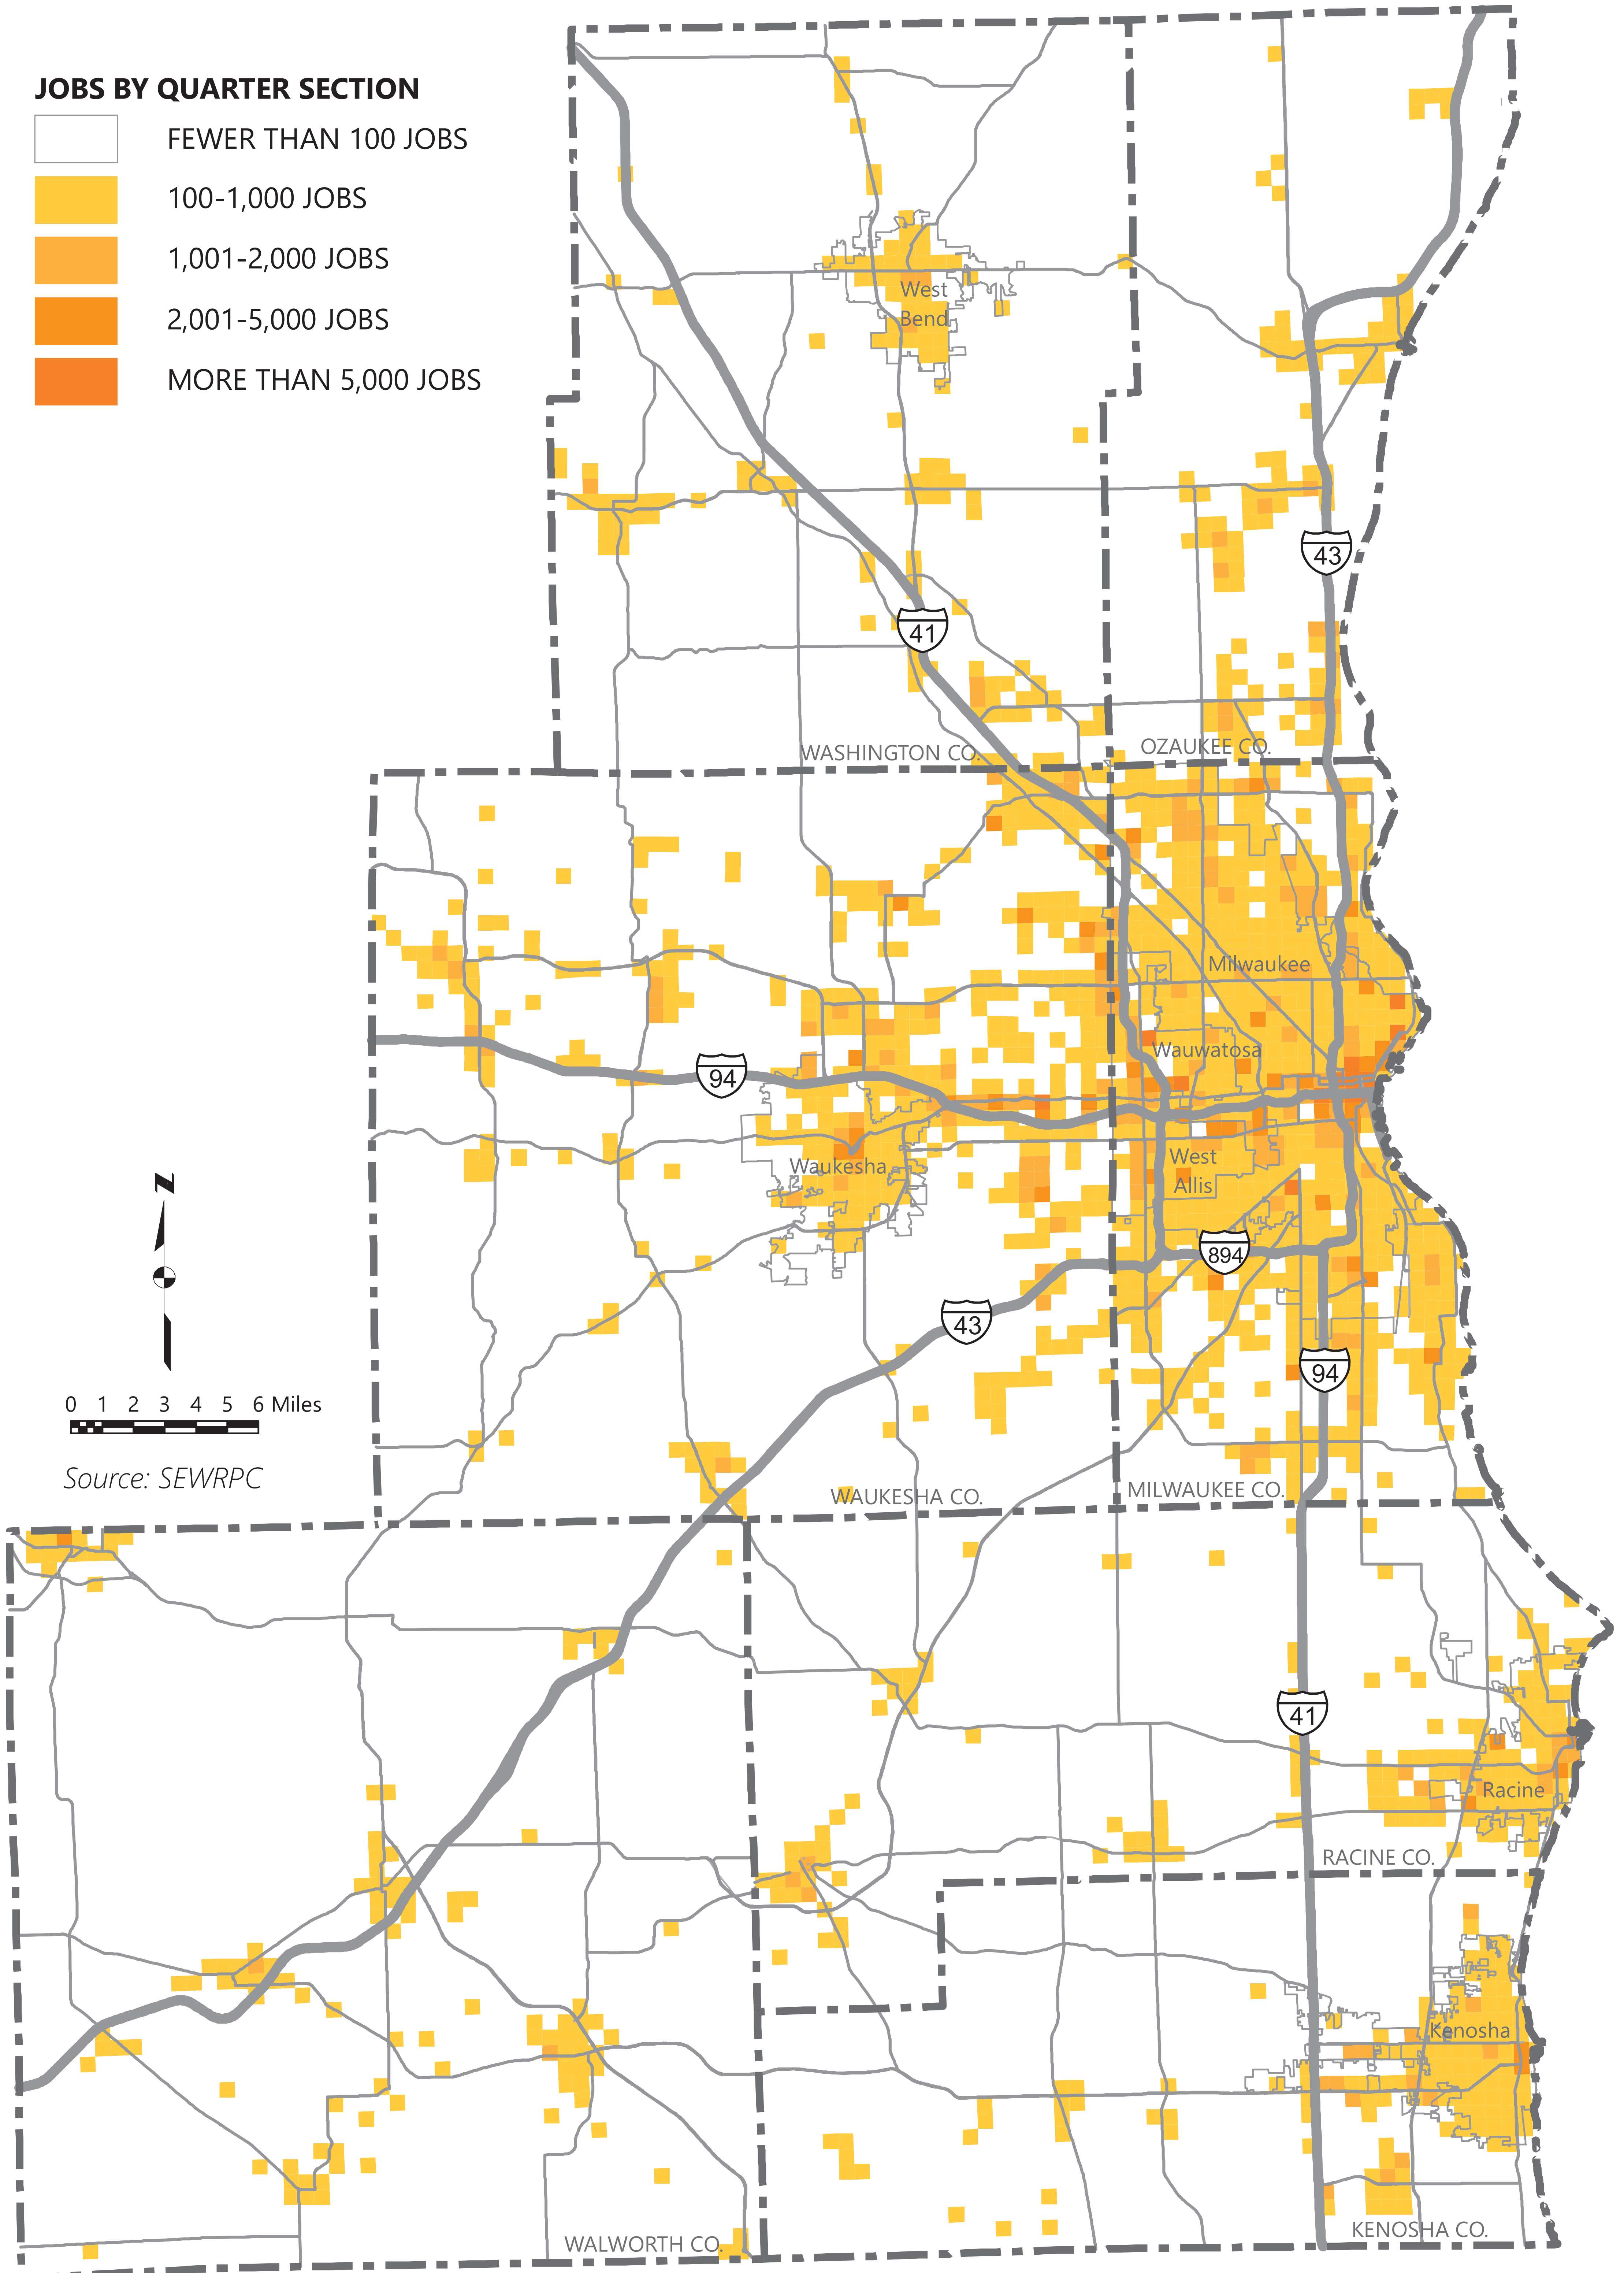 JOBS BY QUARTER SECTION
FEWER THAN 100 JOBS
100-1,000 JOBS
1,001-2,000 JOBS
2,001-5,000 JOBS
MORE THAN 5,000 JOBS
West
Bend
43
41
WASHINGTON CO.
OZAUKEE CO.
Milwaukee
Wauwatosa
94
Waukesha
West
Allis
N
894
43
94
0 1 2 3 4 5 6 Miles
Source: SEWRPC
WAUKESHA CO.
MILWAUKEE CO.
41
Racine
RACINE CO.
Kenosha
WALWORTH CO.
KENOSHA CO.